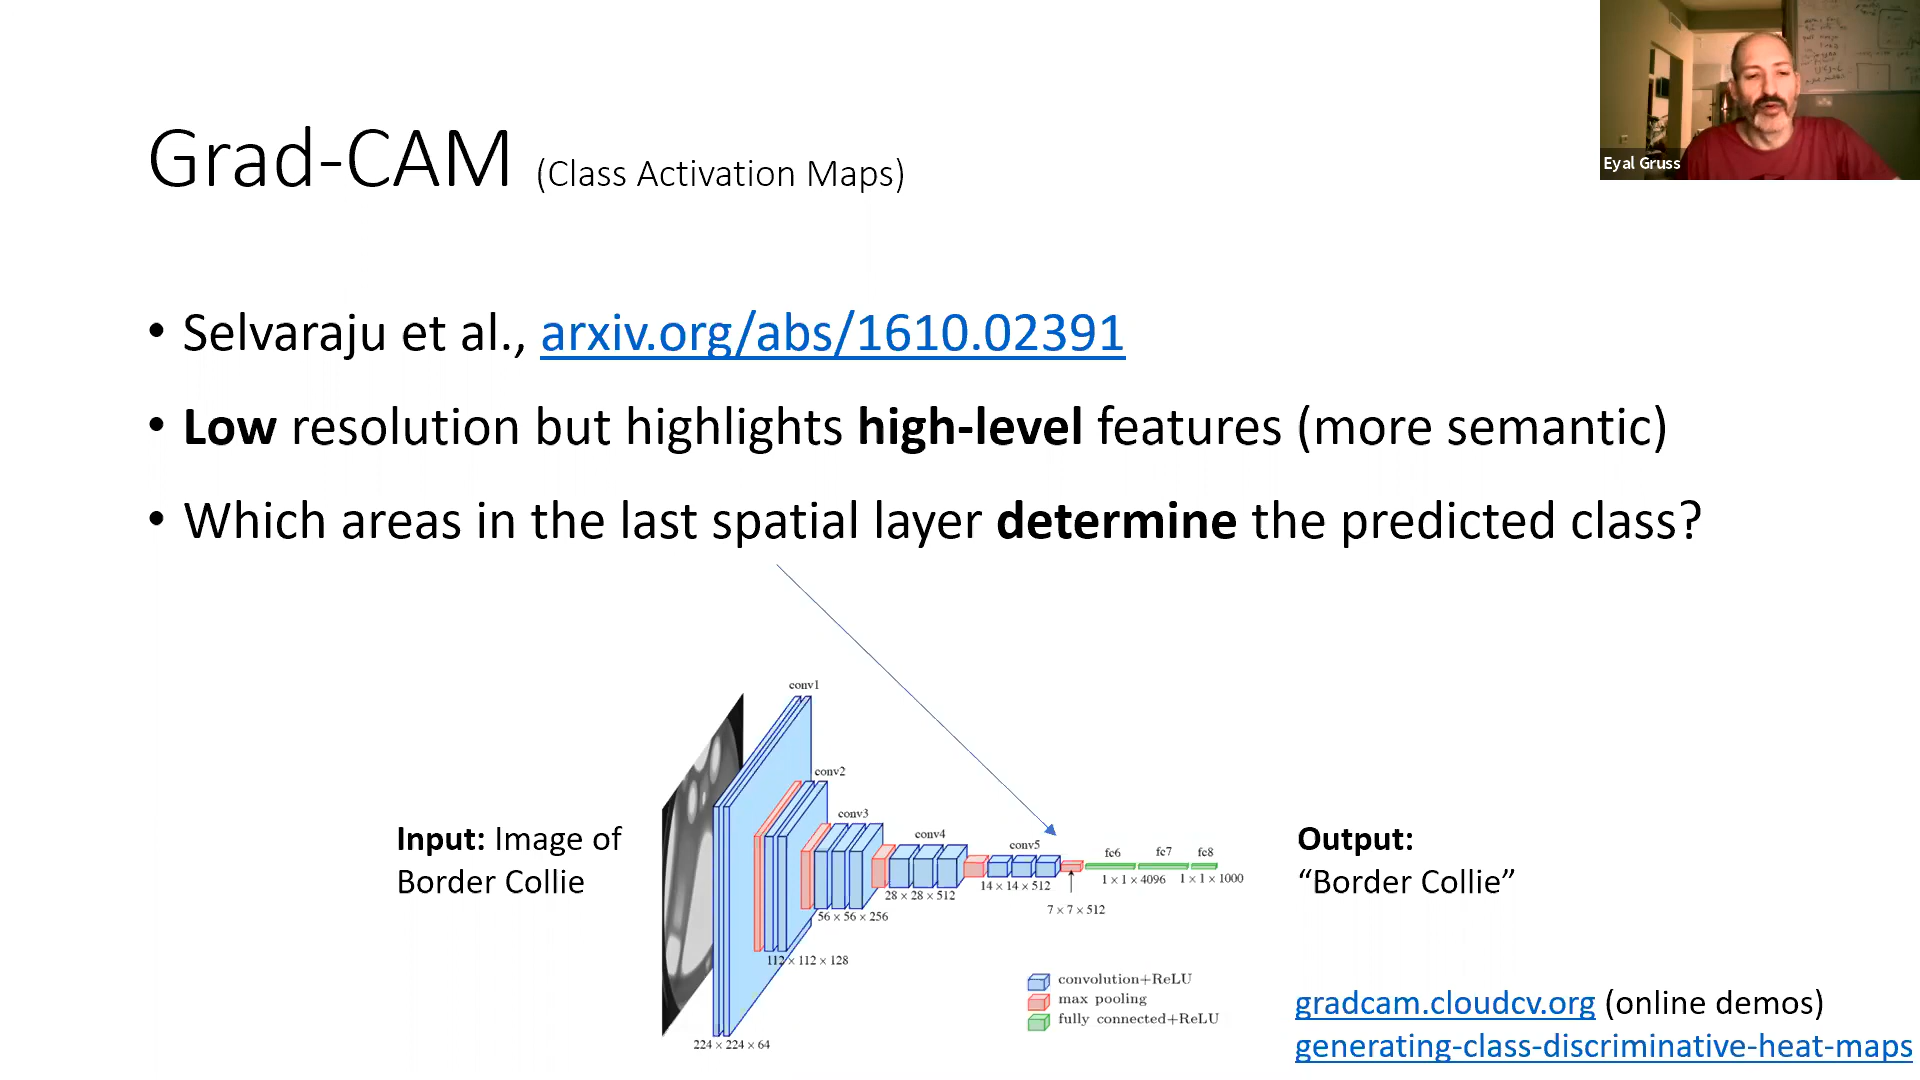 Eyal Gruss
Grad-CAM (Class Activation Maps)
• Selvaraju et al., arxiv.org/abs/1610.02391
• Low resolution but highlights high-level features (more semantic)
• Which areas in the last spatial layer determine the predicted class?
Input: Image of
Border Collie
conv1
conv2
conv3
conv4
conv5
fc6
fc7
fc8
224 × 224 × 64
112 × 112 × 128
56 × 56 × 256
28 × 28 × 512
14 × 14 × 512
7 × 7 × 512
1 × 1 × 4096
1 × 1 × 1000
convolution+ReLU
max pooling
fully connected+ReLU
Output:
“Border Collie”
gradcam.cloudcv.org (online demos)
generating-class-discriminative-heat-maps